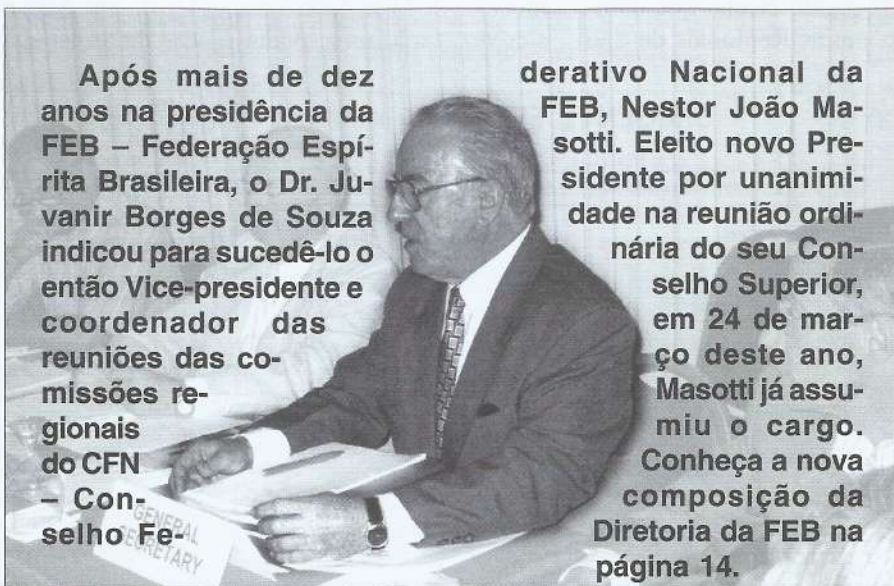 Após mais de dez
anos na presidência da
FEB – Federação Espí-
rita Brasileira, o Dr. Ju-
vanir Borges de Souza
indicou para sucedê-lo o
então Vice-presidente e
coordenador das
reuniões das co-
missões re-
gionais
do CFN
– Con-
selho Fe-
derativo Nacional da
FEB, Nestor João Ma-
sotti. Eleito novo Pre-
sidente por unanimi-
dade na reunião ordi-
nária do seu Con-
selho Superior,
em 24 de mar-
ço deste ano,
Masotti já assu-
miu o cargo.
Conheça a nova
composição da
Diretoria da FEB na
página 14.
GENERAL
SECRETARY